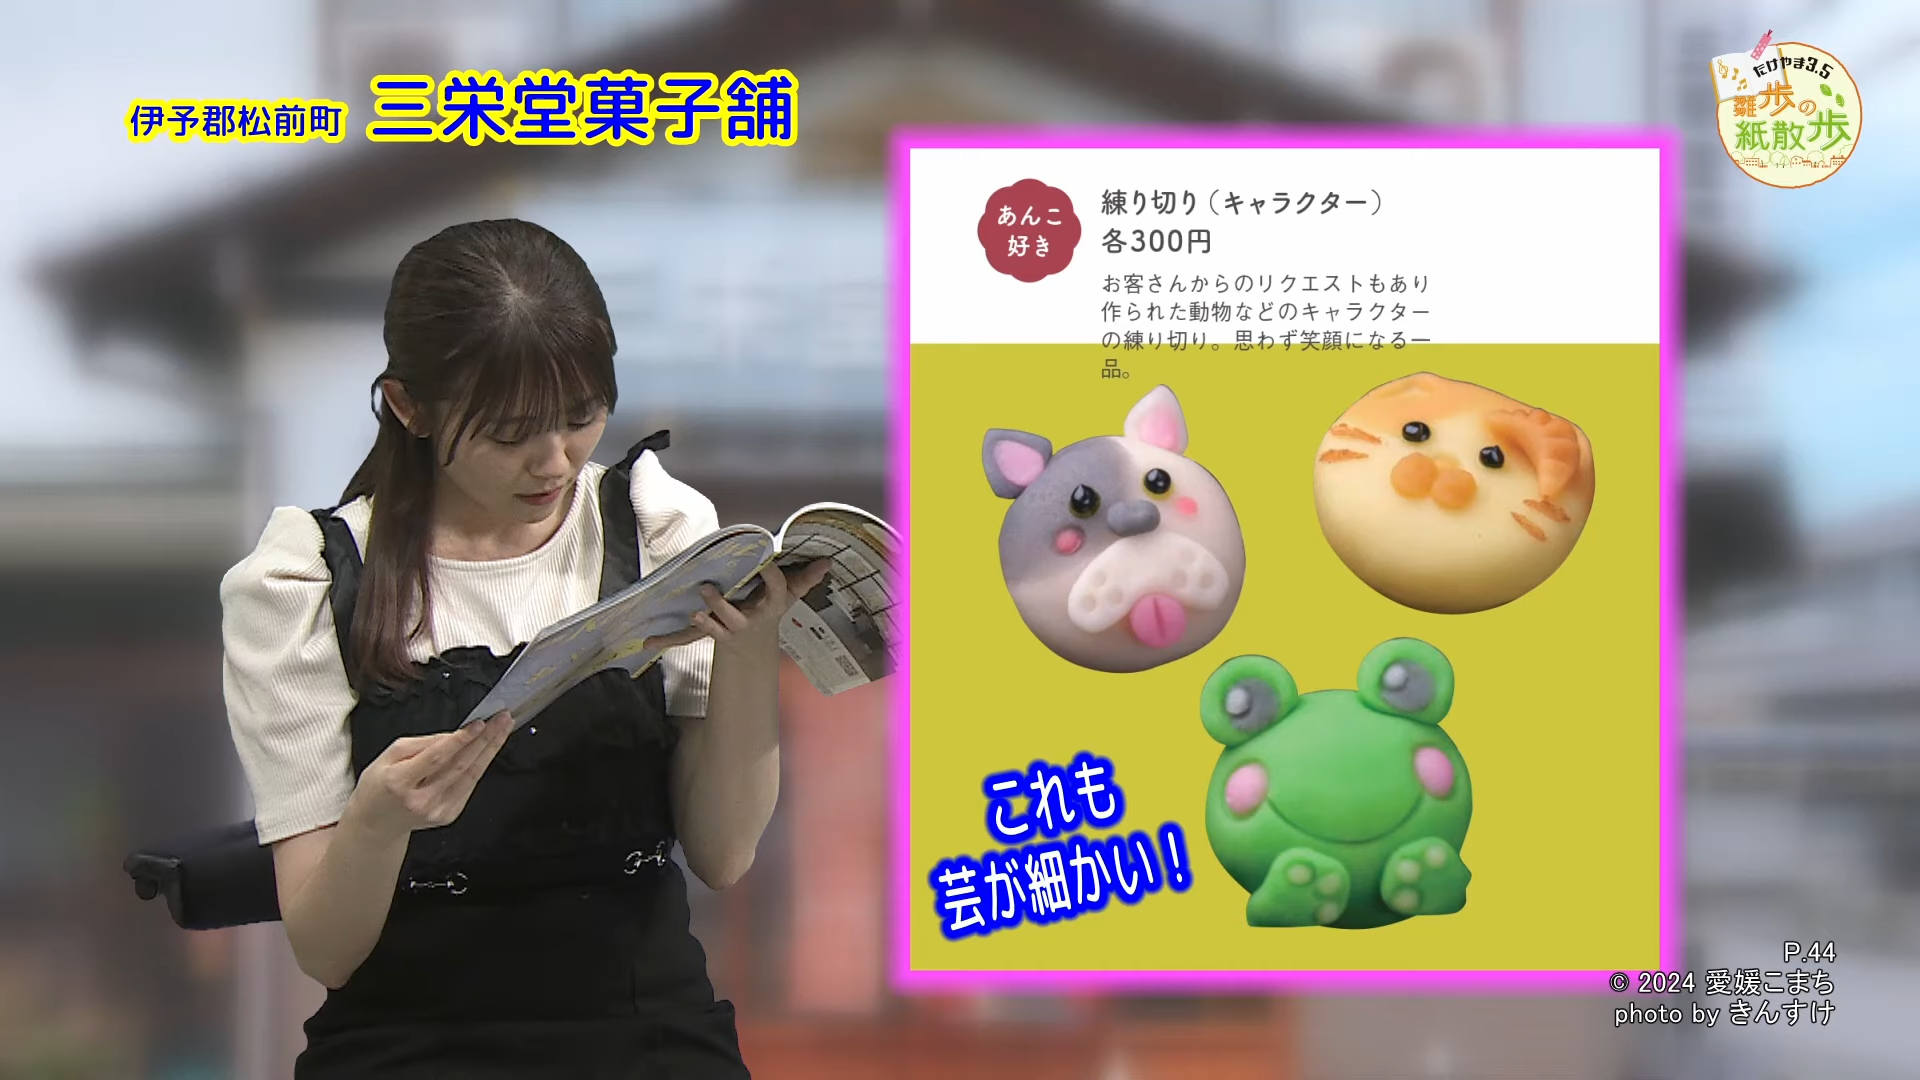 伊予郡松前町 三栄堂菓子舗
たけやま3.5
雛歩の
紙散歩
あんこ
好き
練り切り（キャラクター）
各300円
お客さんからのリクエストもあり
作られた動物などのキャラクター
の練り切り。思わず笑顔になる一
品。
これも
芸が細かい！
P.44
© 2024 愛媛こまち
photo by きんすけ